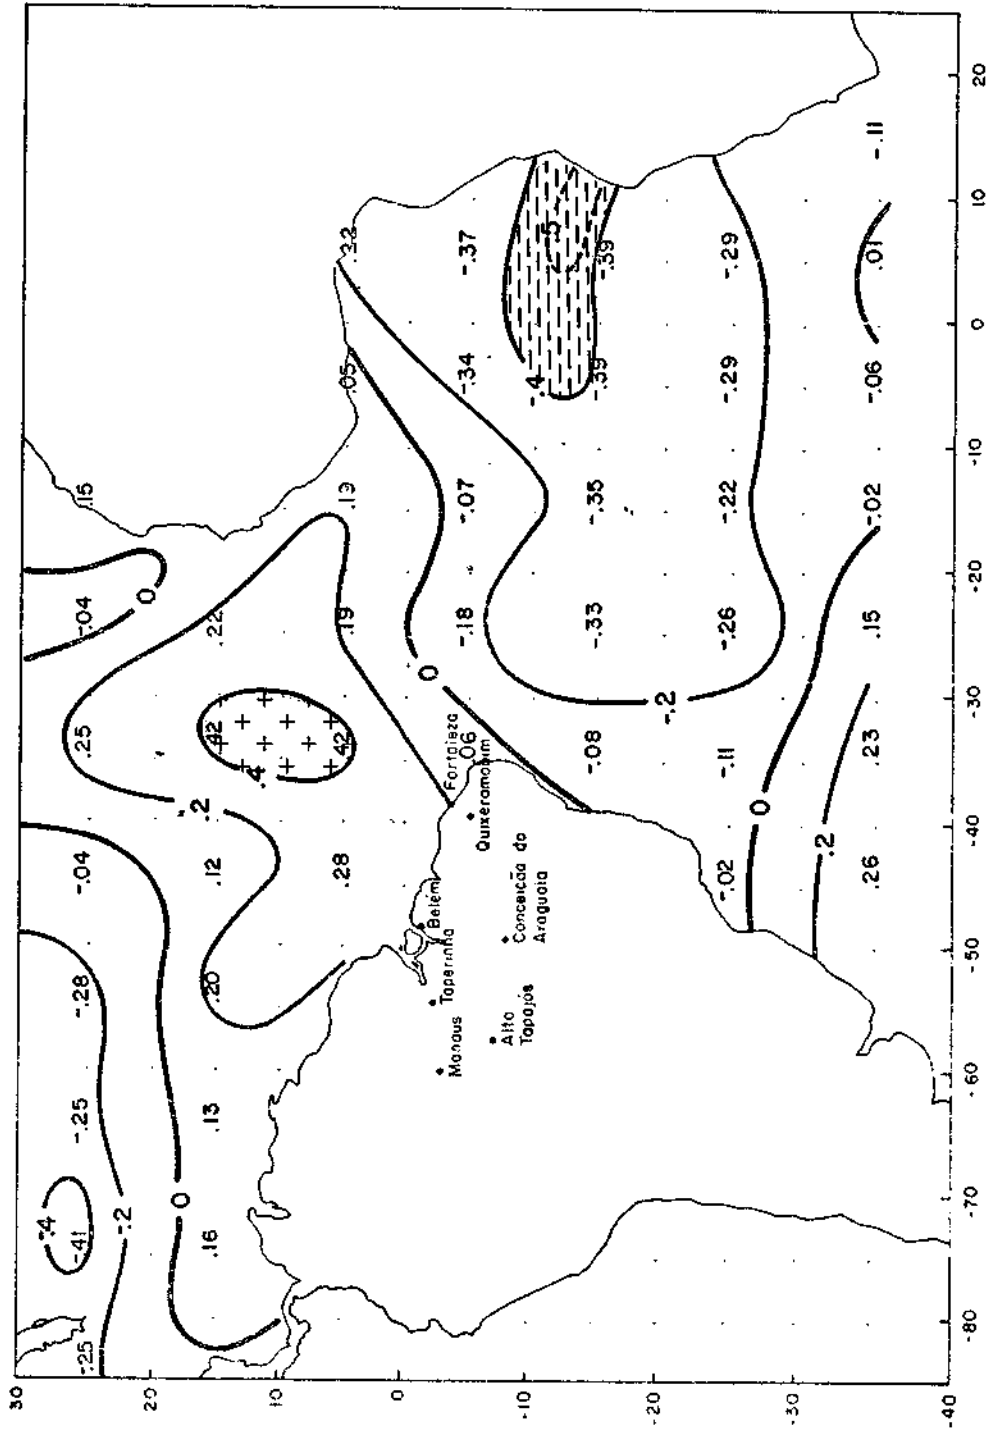 30
-.4
-.25 -.41 -.25 -.28 -.04 .25 -.04 .15
-.2
0
20
0
.2
.16 .13 .20 .12 .42 .22
.4
.28 .42 .19 .13 .05 -.32
0
0
Belém
Taperinha
Manaus
Fortaleza
.06 -.18 -.07 -.34 -.37
Quixeramobim
Alto
Tapajós
Conceição do
Araguaia
-.4 -.5
-.08 -.33 -.35 -.39 -.39
-20
-.2
-.02 -.11 -.26 -.22 -.29 -.29
0
-30
.2
.26 .23 .15 -.02 -.06 .01 -.11
-40
-80 -70 -60 -50 -40 -30 -20 -10 0 10 20